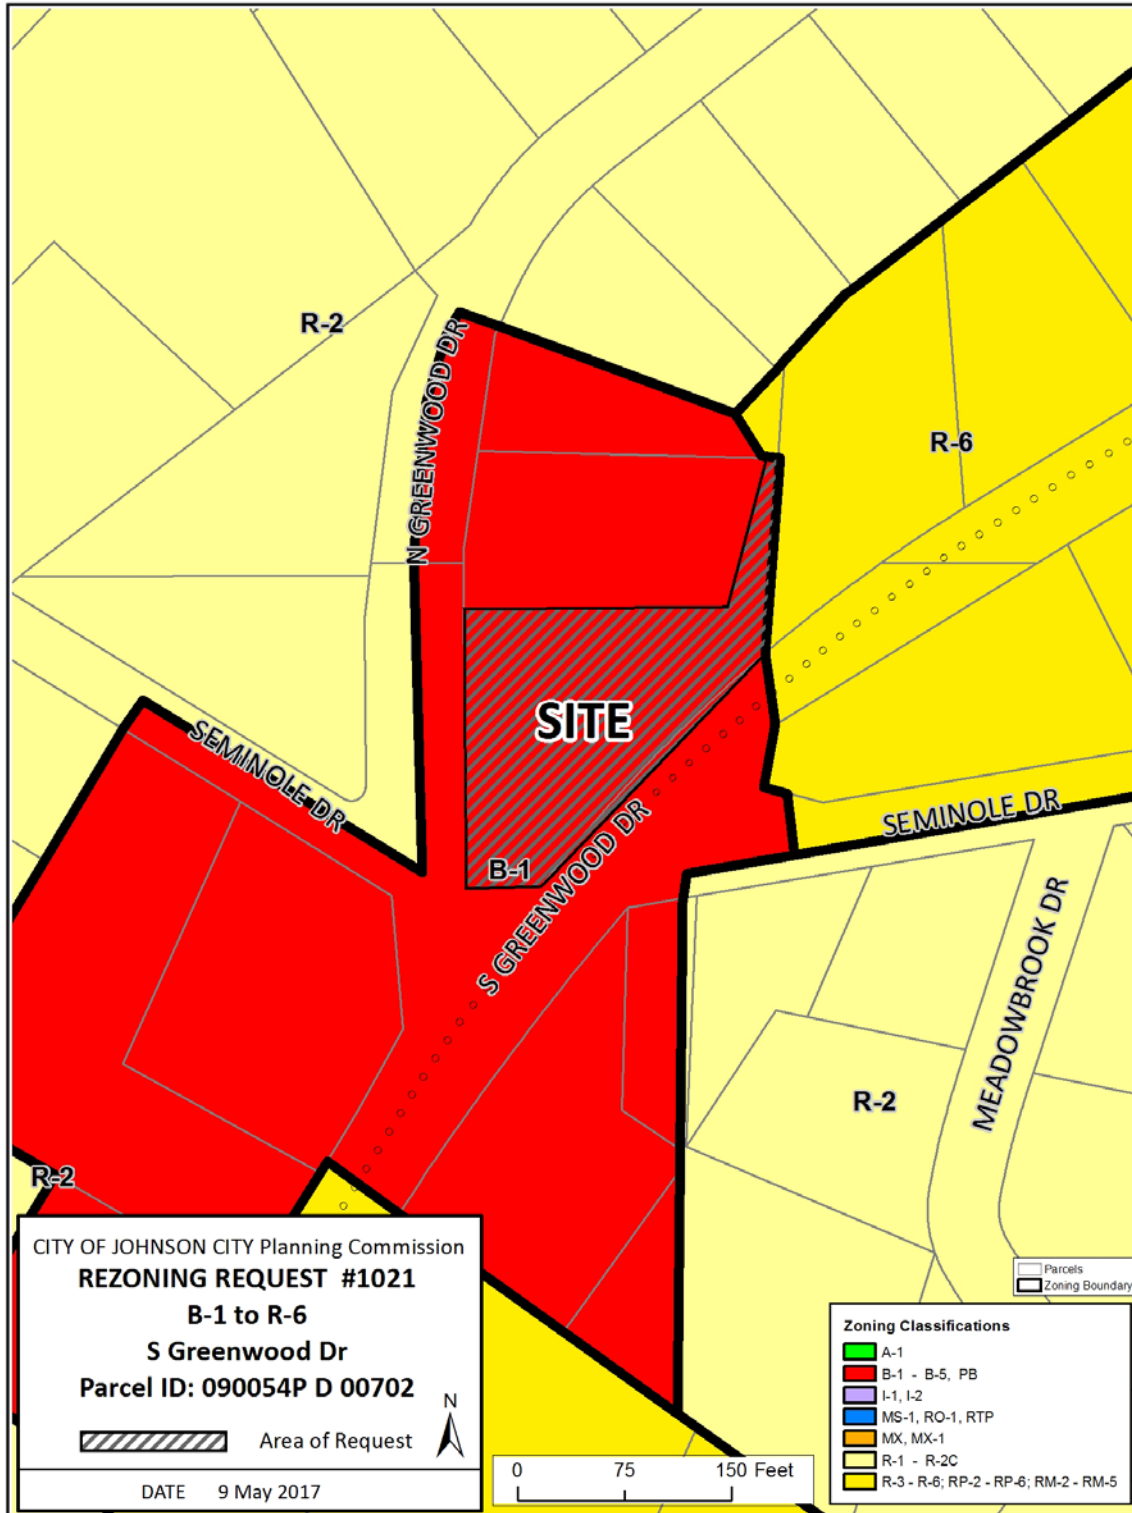 R-2
N GREENWOOD DR
R-6
SITE
SEMINOLE DR
SEMINOLE DR
B-1
S GREENWOOD DR
MEADOWBROOK DR
R-2
R-2
CITY OF JOHNSON CITY Planning Commission
REZONING REQUEST #1021
B-1 to R-6
S Greenwood Dr
Parcel ID: 090054P D 00702
Area of Request
N
DATE 9 May 2017
0 75 150 Feet
Parcels
Zoning Boundary
Zoning Classifications
A-1
B-1 - B-5, PB
I-1, I-2
MS-1, RO-1, RTP
MX, MX-1
R-1 - R-2C
R-3 - R-6; RP-2 - RP-6; RM-2 - RM-5